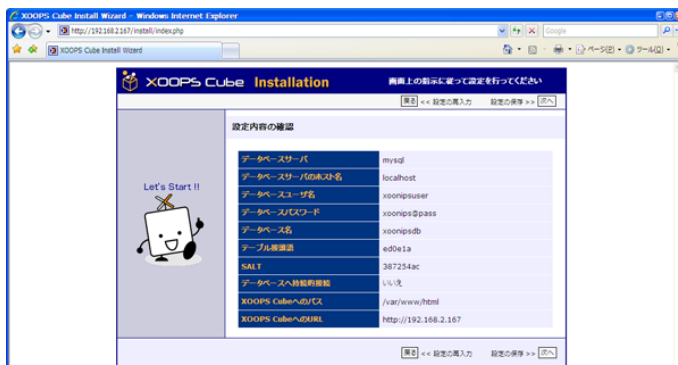 XOOPS Cube Install Wizard - Windows Internet Explorer
http://192.168.2.167/install/index.php
Google
XOOPS Cube Install Wizard
ページ(P)
ツール(O)
XOOPS Cube Installation
画面上の指示に従って設定を行ってください
戻る << 設定の再入力 設定の保存 >> 次へ
設定内容の確認
Let's Start !!
データベースサーバ mysql
データベースサーバのホスト名 localhost
データベースユーザ名 xoonipsuser
データベースパスワード xoonips@pass
データベース名 xoonipsdb
テーブル接頭語 ed0e1a
SALT 387254ac
データベースへ持続的接続 いいえ
XOOPS Cubeへのパス /var/www/html
XOOPS CubeへのURL http://192.168.2.167
戻る << 設定の再入力 設定の保存 >> 次へ